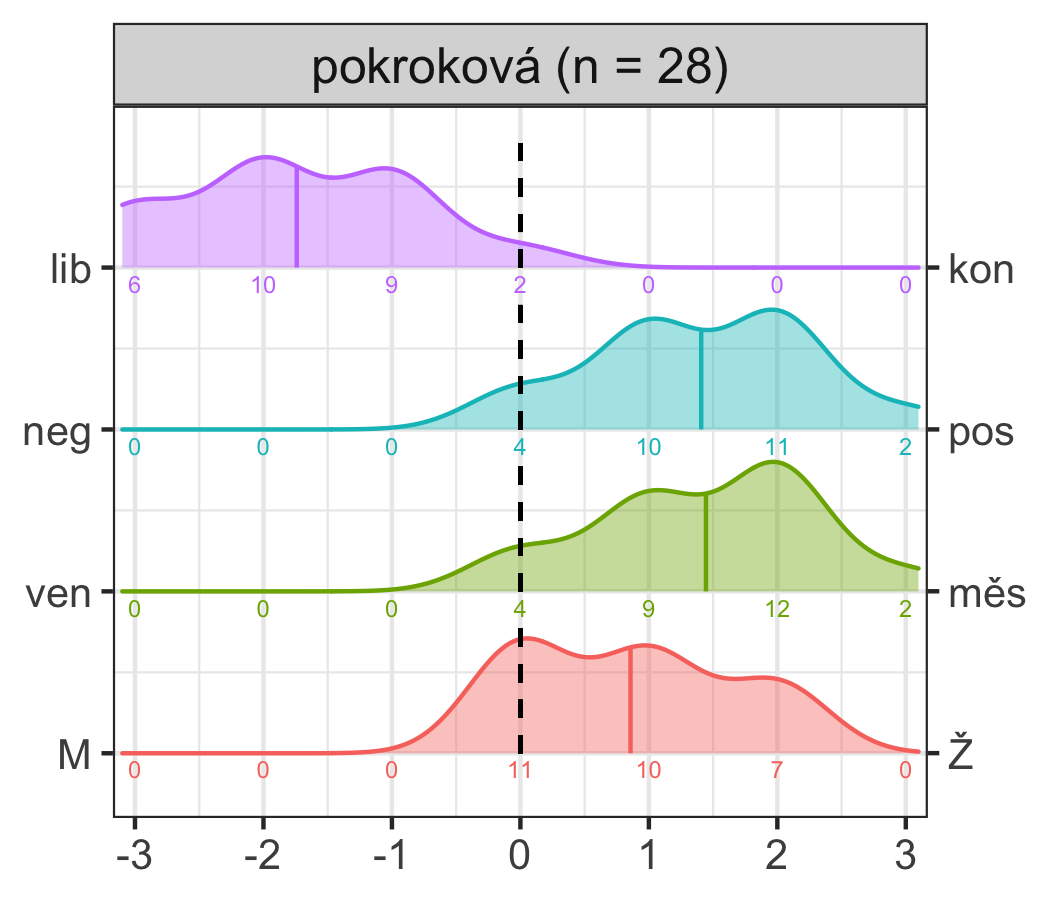 pokroková (n = 28)
lib kon
6 10 9 2 0 0 0
neg pos
0 0 0 4 10 11 2
ven měs
0 0 0 4 9 12 2
M Ž
0 0 0 11 10 7 0
-3 -2 -1 0 1 2 3